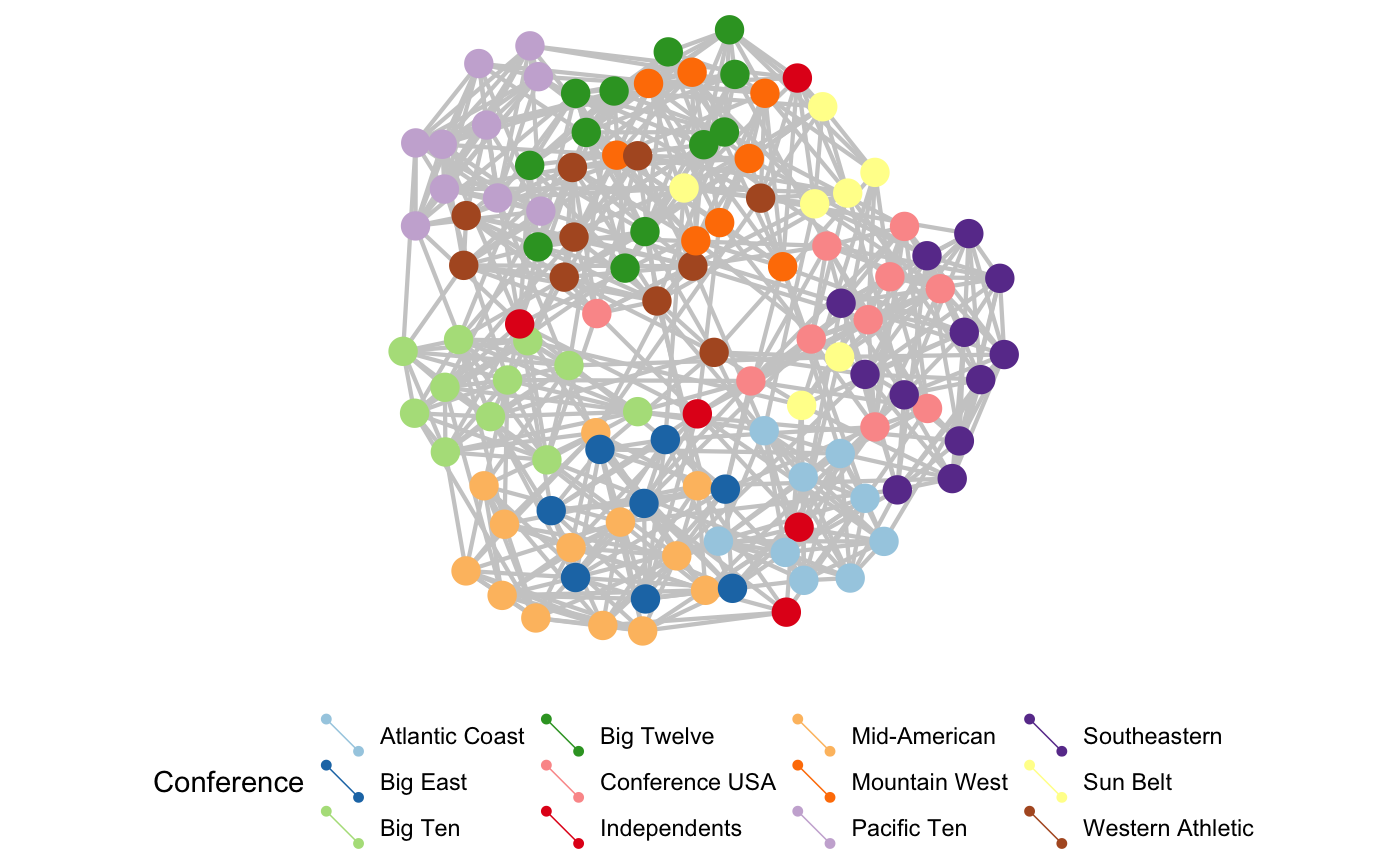 Conference
Atlantic Coast
Big East
Big Ten
Big Twelve
Conference USA
Independents
Mid-American
Mountain West
Pacific Ten
Southeastern
Sun Belt
Western Athletic